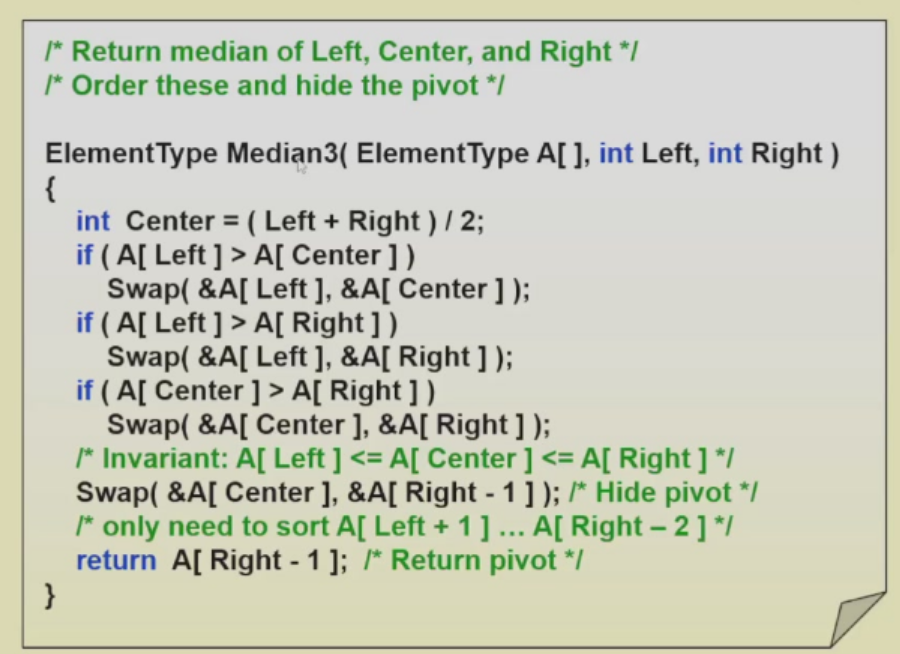 /* Return median of Left, Center, and Right */
/* Order these and hide the pivot */
ElementType Median3( ElementType A[ ], int Left, int Right )
{
int Center = ( Left + Right ) / 2;
if ( A[ Left ] > A[ Center ] )
Swap( &A[ Left ], &A[ Center ] );
if ( A[ Left ] > A[ Right ] )
Swap( &A[ Left ], &A[ Right ] );
if ( A[ Center ] > A[ Right ] )
Swap( &A[ Center ], &A[ Right ] );
/* Invariant: A[ Left ] <= A[ Center ] <= A[ Right ] */
Swap( &A[ Center ], &A[ Right - 1 ] ); /* Hide pivot */
/* only need to sort A[ Left + 1 ] … A[ Right – 2 ] */
return A[ Right - 1 ]; /* Return pivot */
}